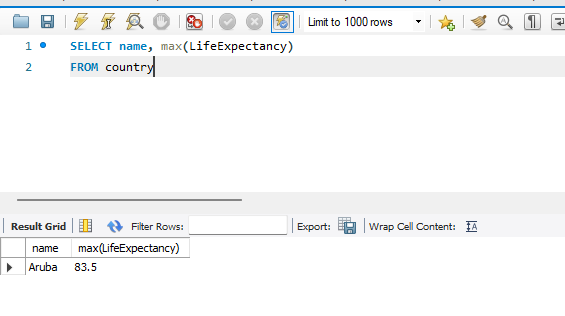 Limit to 1000 rows
1 SELECT name, max(LifeExpectancy)
2 FROM country
Result Grid Filter Rows: Export: Wrap Cell Content:
name max(LifeExpectancy)
Aruba 83.5